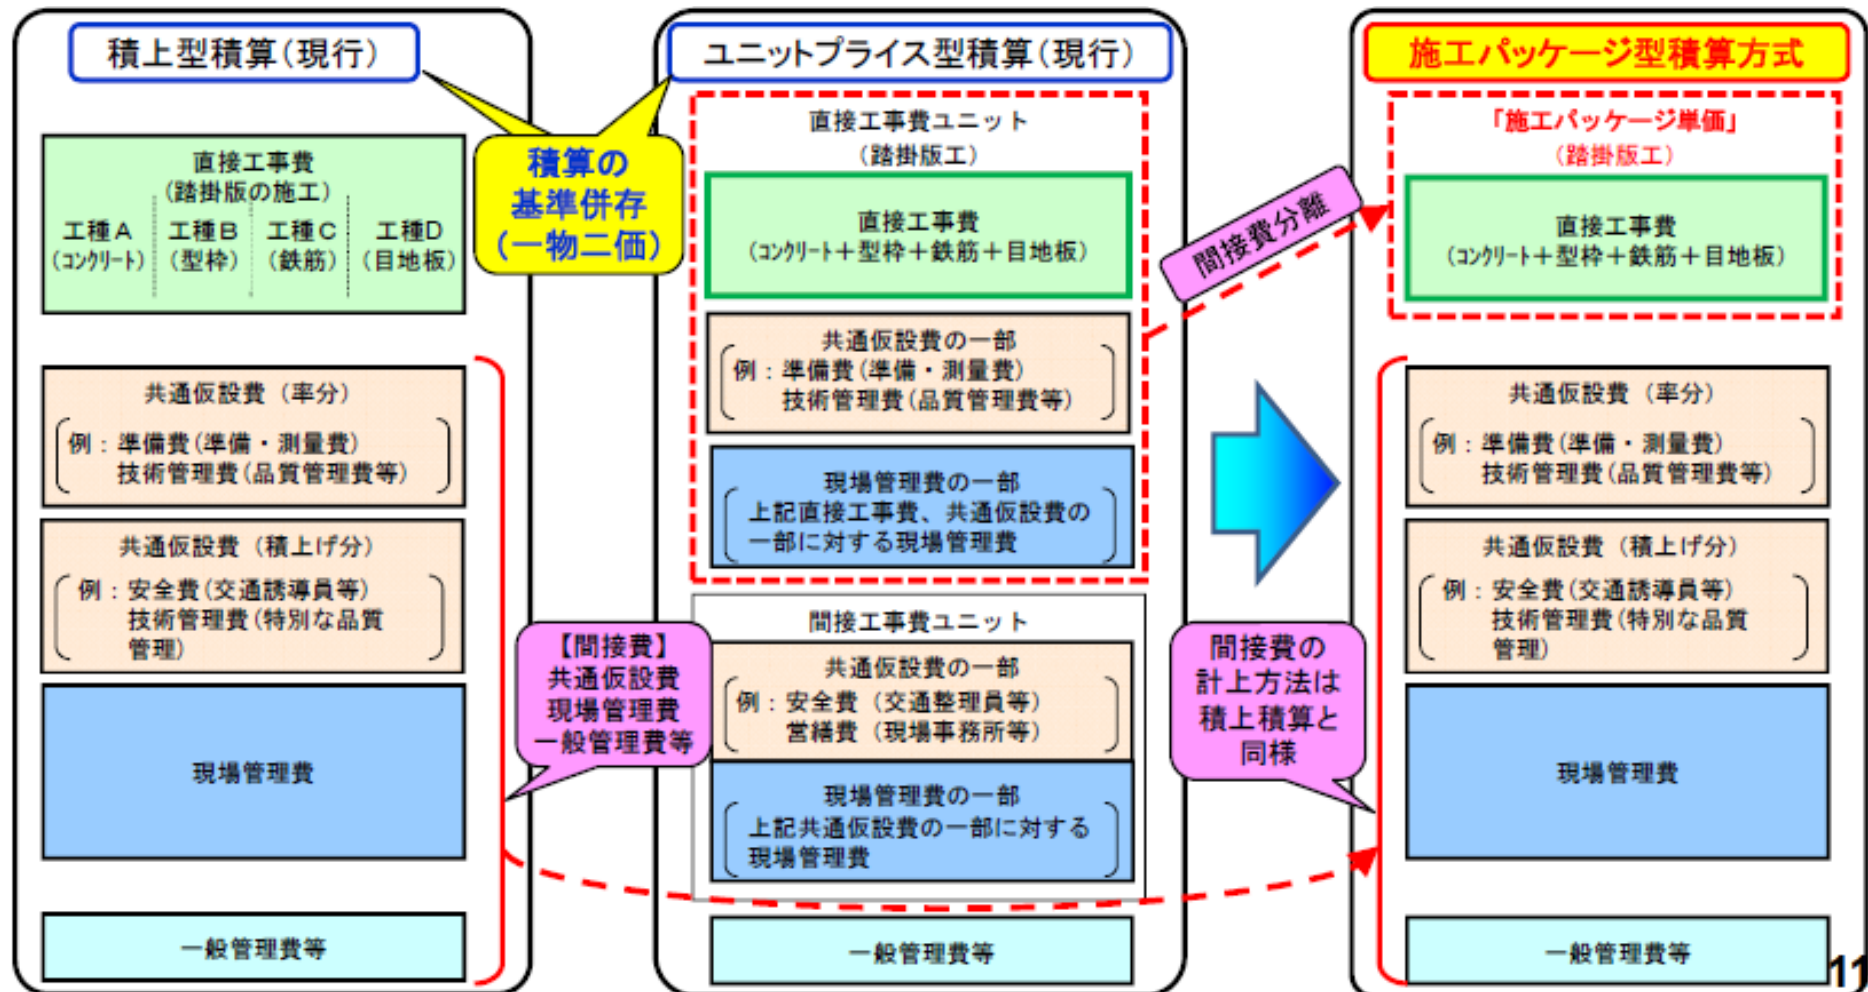 積上型積算(現行)
直接工事費
(踏掛版の施工)
工種A
(コンクリート)
工種B
(型枠)
工種C
(鉄筋)
工種D
(目地板)
共通仮設費（率分）
例：準備費(準備・測量費)
技術管理費(品質管理費等)
共通仮設費（積上げ分）
例：安全費(交通誘導員等)
技術管理費(特別な品質
管理)
現場管理費
一般管理費等
積算の
基準併存
(一物二価)
【間接費】
共通仮設費
現場管理費
一般管理費等
ユニットプライス型積算(現行)
直接工事費ユニット
（踏掛版工）
直接工事費
(コンクリート＋型枠＋鉄筋＋目地板)
共通仮設費の一部
例：準備費(準備・測量費)
技術管理費(品質管理費等)
現場管理費の一部
上記直接工事費、共通仮設費の
一部に対する現場管理費
間接工事費ユニット
共通仮設費の一部
例：安全費（交通整理員等）
営繕費（現場事務所等）
現場管理費の一部
上記共通仮設費の一部に対する
現場管理費
一般管理費等
間接費分離
間接費の
計上方法は
積上積算と
同様
施工パッケージ型積算方式
「施工パッケージ単価」
（踏掛版工）
直接工事費
(コンクリート＋型枠＋鉄筋＋目地板)
共通仮設費（率分）
例：準備費(準備・測量費)
技術管理費(品質管理費等)
共通仮設費（積上げ分）
例：安全費(交通誘導員等)
技術管理費(特別な品質
管理)
現場管理費
一般管理費等
11